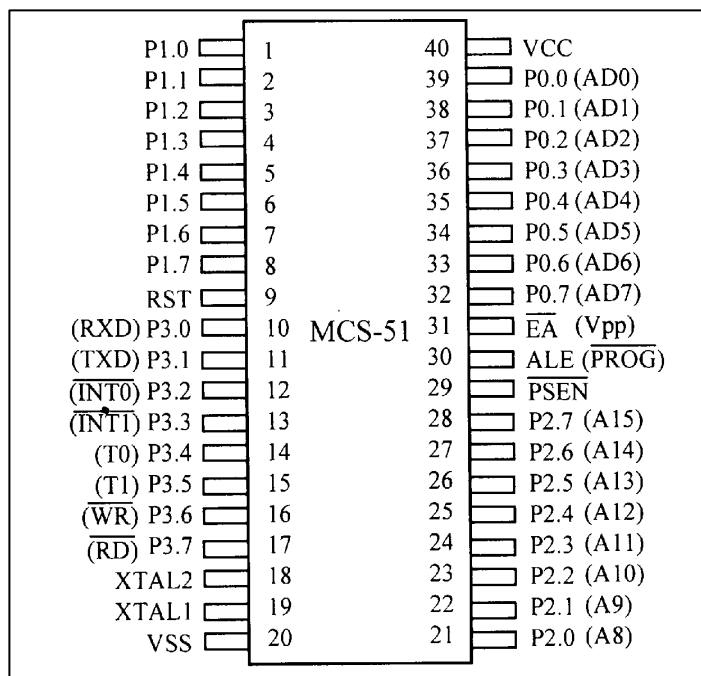 P1.0 1 40 VCC
P1.1 2 39 P0.0 (AD0)
P1.2 3 38 P0.1 (AD1)
P1.3 4 37 P0.2 (AD2)
P1.4 5 36 P0.3 (AD3)
P1.5 6 35 P0.4 (AD4)
P1.6 7 34 P0.5 (AD5)
P1.7 8 33 P0.6 (AD6)
RST 9 32 P0.7 (AD7)
(RXD) P3.0 10 MCS-51 31 E̅A̅ (Vpp)
(TXD) P3.1 11 30 ALE (P̅R̅O̅G̅)
(I̅N̅T̅0̅) P3.2 12 29 P̅S̅E̅N̅
(I̅N̅T̅1̅) P3.3 13 28 P2.7 (A15)
(T0) P3.4 14 27 P2.6 (A14)
(T1) P3.5 15 26 P2.5 (A13)
(W̅R̅) P3.6 16 25 P2.4 (A12)
(R̅D̅) P3.7 17 24 P2.3 (A11)
XTAL2 18 23 P2.2 (A10)
XTAL1 19 22 P2.1 (A9)
VSS 20 21 P2.0 (A8)